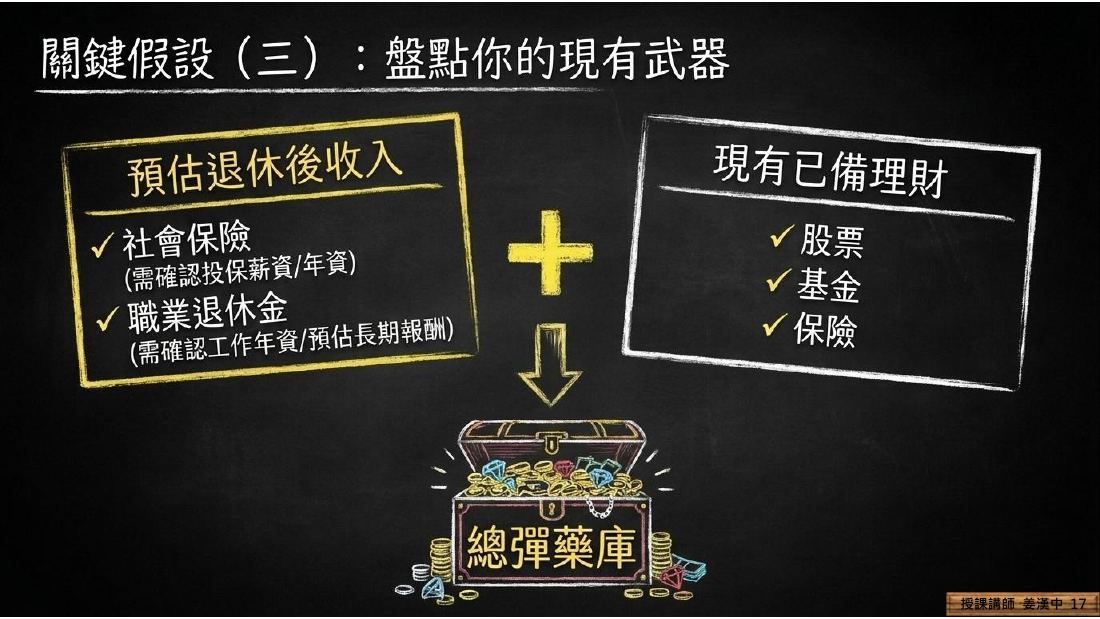 關鍵假設（三）：盤點你的現有武器
預估退休後收入
✓ 社會保險
(需確認投保薪資/年資)
✓ 職業退休金
(需確認工作年資/預估長期報酬)
現有已備理財
✓ 股票
✓ 基金
✓ 保險
總彈藥庫
授課講師 姜漢中 17